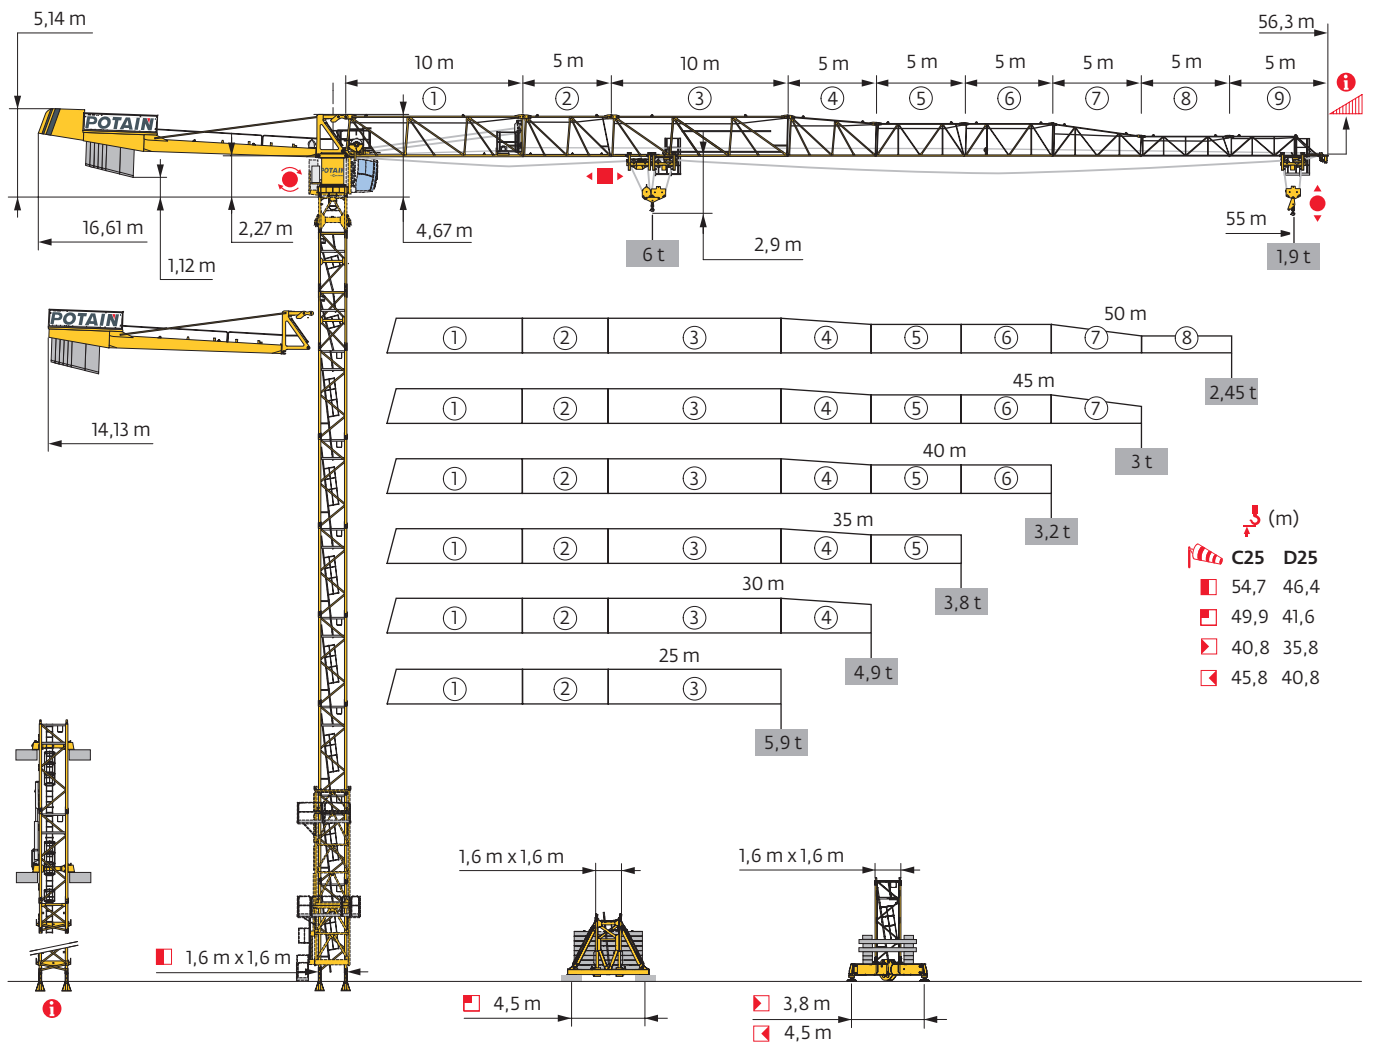 5,14 m
56,3 m
10 m 5 m 10 m 5 m 5 m 5 m 5 m 5 m 5 m
1 2 3 4 5 6 7 8 9
i
POTAIN
POTAIN
16,61 m
1,12 m
2,27 m
4,67 m
6 t
2,9 m
55 m
1,9 t
POTAIN
14,13 m
50 m
1 2 3 4 5 6 7 8
2,45 t
45 m
1 2 3 4 5 6 7
3 t
40 m
1 2 3 4 5 6
3,2 t
35 m
1 2 3 4 5
3,8 t
30 m
1 2 3 4
4,9 t
25 m
1 2 3
5,9 t
(m)
C25 D25
54,7 46,4
49,9 41,6
40,8 35,8
45,8 40,8
1,6 m x 1,6 m
1,6 m x 1,6 m
1,6 m x 1,6 m
4,5 m
3,8 m
4,5 m
i